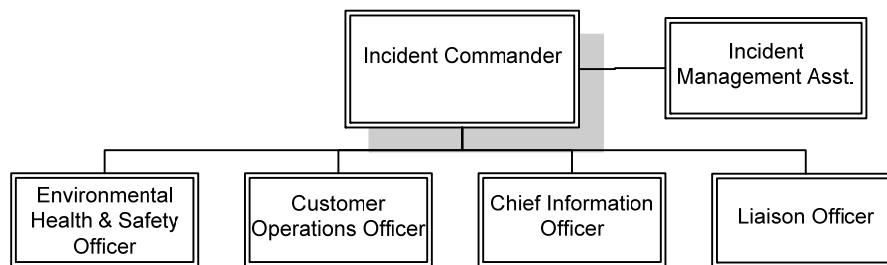 Incident Commander
Incident
Management Asst.
Environmental
Health & Safety
Officer
Customer
Operations Officer
Chief Information
Officer
Liaison Officer